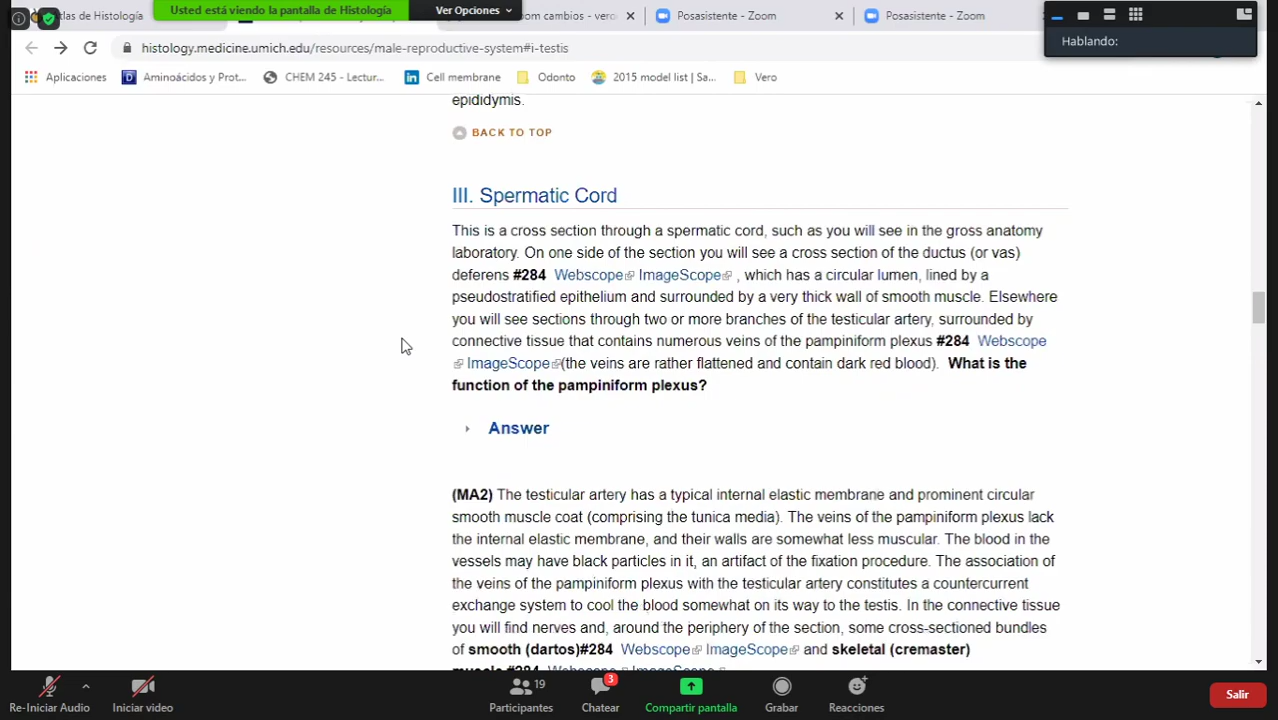 Usted está viendo la pantalla de Histología
Ver Opciones
tlas de Histología
om cambios - vero
Posasistente - Zoom
Posasistente - Zoom
Hablando:
histology.medicine.umich.edu/resources/male-reproductive-system#i-testis
Aplicaciones
Aminoácidos y Prot...
CHEM 245 - Lectur...
Cell membrane
Odonto
2015 model list | Sa...
Vero
epididymis.
BACK TO TOP
III. Spermatic Cord
This is a cross section through a spermatic cord, such as you will see in the gross anatomy
laboratory. On one side of the section you will see a cross section of the ductus (or vas)
deferens #284 Webscope ImageScope , which has a circular lumen, lined by a
pseudostratified epithelium and surrounded by a very thick wall of smooth muscle. Elsewhere
you will see sections through two or more branches of the testicular artery, surrounded by
connective tissue that contains numerous veins of the pampiniform plexus #284 Webscope
ImageScope (the veins are rather flattened and contain dark red blood). What is the
function of the pampiniform plexus?
Answer
(MA2) The testicular artery has a typical internal elastic membrane and prominent circular
smooth muscle coat (comprising the tunica media). The veins of the pampiniform plexus lack
the internal elastic membrane, and their walls are somewhat less muscular. The blood in the
vessels may have black particles in it, an artifact of the fixation procedure. The association of
the veins of the pampiniform plexus with the testicular artery constitutes a countercurrent
exchange system to cool the blood somewhat on its way to the testis. In the connective tissue
you will find nerves and, around the periphery of the section, some cross-sectioned bundles
of smooth (dartos)#284 Webscope ImageScope and skeletal (cremaster)
muscle #284 Webscope ImageScope
Re-Iniciar Audio
Iniciar video
19
Participantes
3
Chatear
Compartir pantalla
Grabar
Reacciones
Salir